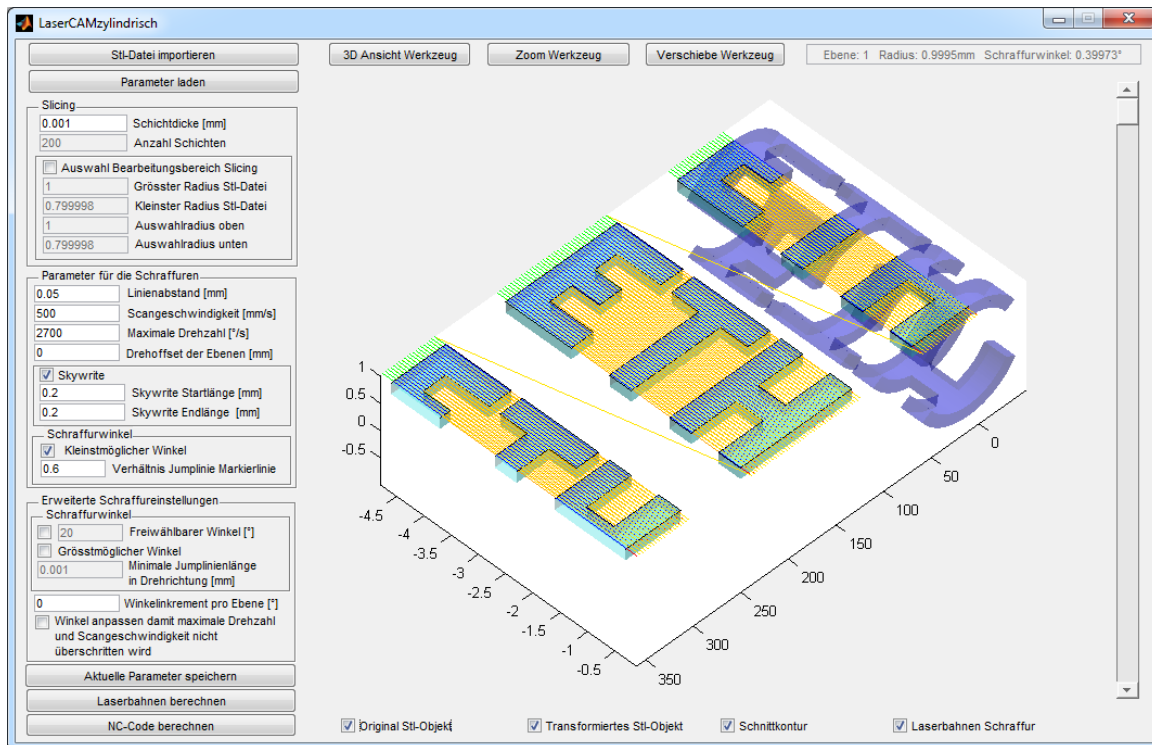 LaserCAMzylindrisch
Stl-Datei importieren
3D Ansicht Werkzeug
Zoom Werkzeug
Verschiebe Werkzeug
Ebene: 1 Radius: 0.9995mm Schraffurwinkel: 0.39973°
Parameter laden
Slicing
0.001 Schichtdicke [mm]
200 Anzahl Schichten
Auswahl Bearbeitungsbereich Slicing
1 Grösster Radius Stl-Datei
0.799998 Kleinster Radius Stl-Datei
1 Auswahlradius oben
0.799998 Auswahlradius unten
Parameter für die Schraffuren
0.05 Linienabstand [mm]
500 Scangeschwindigkeit [mm/s]
2700 Maximale Drehzahl [°/s]
0 Drehoffset der Ebenen [mm]
Skywrite
0.2 Skywrite Startlänge [mm]
0.2 Skywrite Endlänge [mm]
Schraffurwinkel
Kleinstmöglicher Winkel
0.6 Verhältnis Jumplinie Markierlinie
Erweiterte Schraffureinstellungen
Schraffurwinkel
20 Freiwählbarer Winkel [°]
Grösstmöglicher Winkel
0.001 Minimale Jumplinienlänge
in Drehrichtung [mm]
0 Winkelinkrement pro Ebene [°]
Winkel anpassen damit maximale Drehzahl
und Scangeschwindigkeit nicht
überschritten wird
Aktuelle Parameter speichern
Laserbahnen berechnen
NC-Code berechnen
1
0.5
0
-0.5
-4.5
-4
-3.5
-3
-2.5
-2
-1.5
-1
-0.5
350
300
250
200
150
100
50
0
Original Stl-Objekt
Transformiertes Stl-Objekt
Schnittkontur
Laserbahnen Schraffur